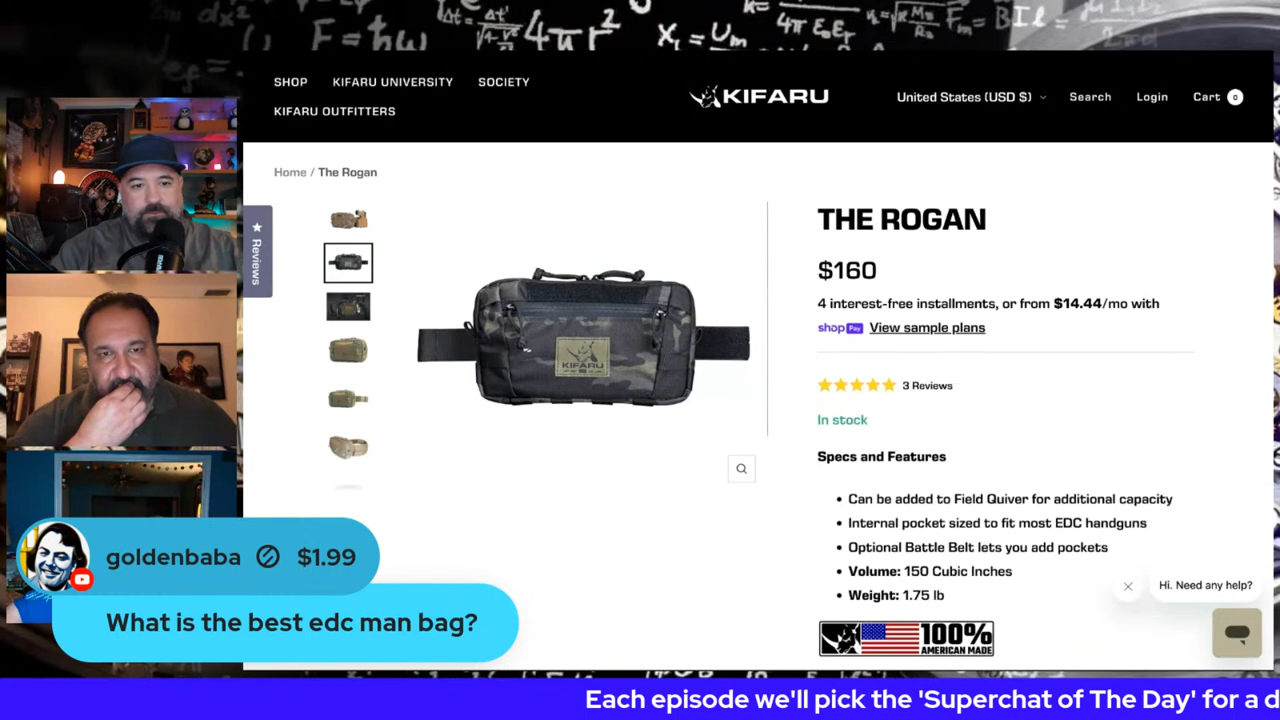 F = ħω
4πr²
SHOP
KIFARU UNIVERSITY
SOCIETY
KIFARU OUTFITTERS
KIFARU
United States (USD $)
Search
Login
Cart
0
Home / The Rogan
★ Reviews
KIFARU
THE ROGAN
$160
4 interest-free installments, or from $14.44/mo with
shop Pay View sample plans
3 Reviews
In stock
Specs and Features
• Can be added to Field Quiver for additional capacity
• Internal pocket sized to fit most EDC handguns
• Optional Battle Belt lets you add pockets
• Volume: 150 Cubic Inches
• Weight: 1.75 lb
100%
AMERICAN MADE
Hi. Need any help?
goldenbaba $1.99
What is the best edc man bag?
Each episode we'll pick the 'Superchat of The Day' for a d